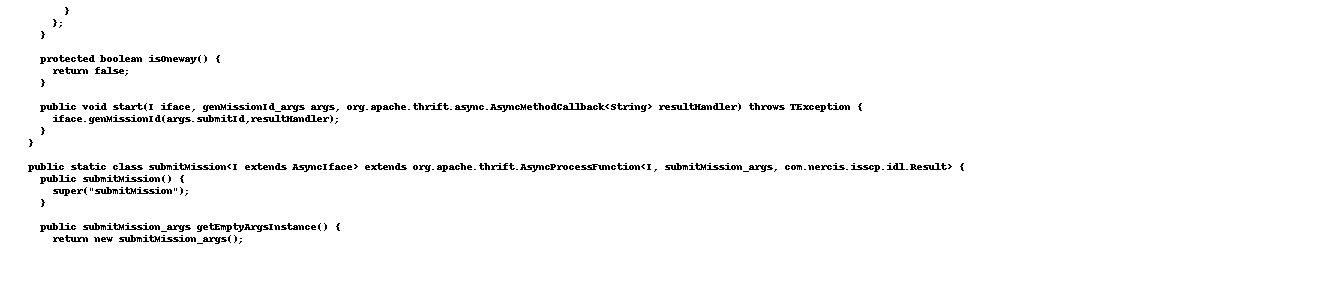 }
};
}
protected boolean isOneway() {
return false;
}
public void start(I iface, genMissionId_args args, org.apache.thrift.async.AsyncMethodCallback<String> resultHandler) throws TException {
iface.genMissionId(args.submitId,resultHandler);
}
}
public static class submitMission<I extends AsyncIface> extends org.apache.thrift.AsyncProcessFunction<I, submitMission_args, com.nercis.isscp.idl.Result> {
public submitMission() {
super("submitMission");
}
public submitMission_args getEmptyArgsInstance() {
return new submitMission_args();